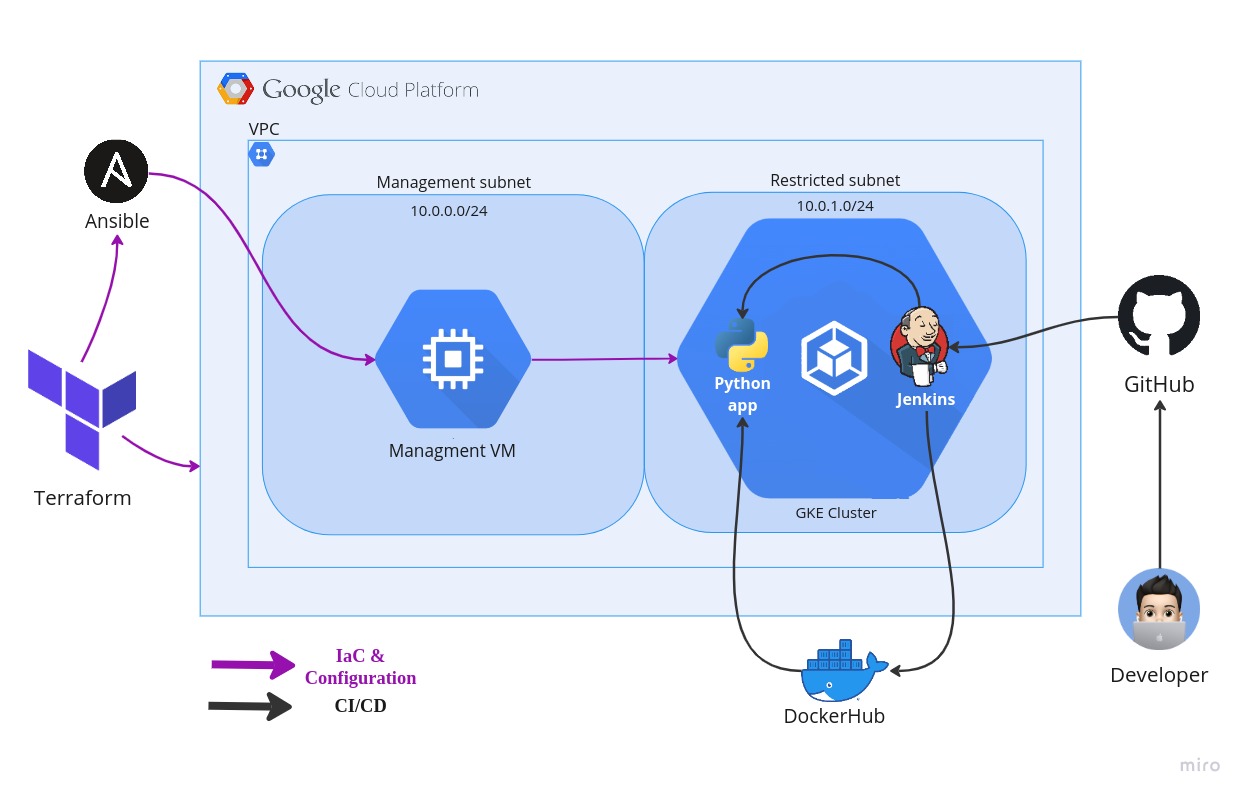 Google Cloud Platform
VPC
Management subnet
10.0.0.0/24
Restricted subnet
10.0.1.0/24
Ansible
Terraform
Managment VM
Python
app
Jenkins
GKE Cluster
GitHub
Developer
DockerHub
IaC &
Configuration
CI/CD
miro